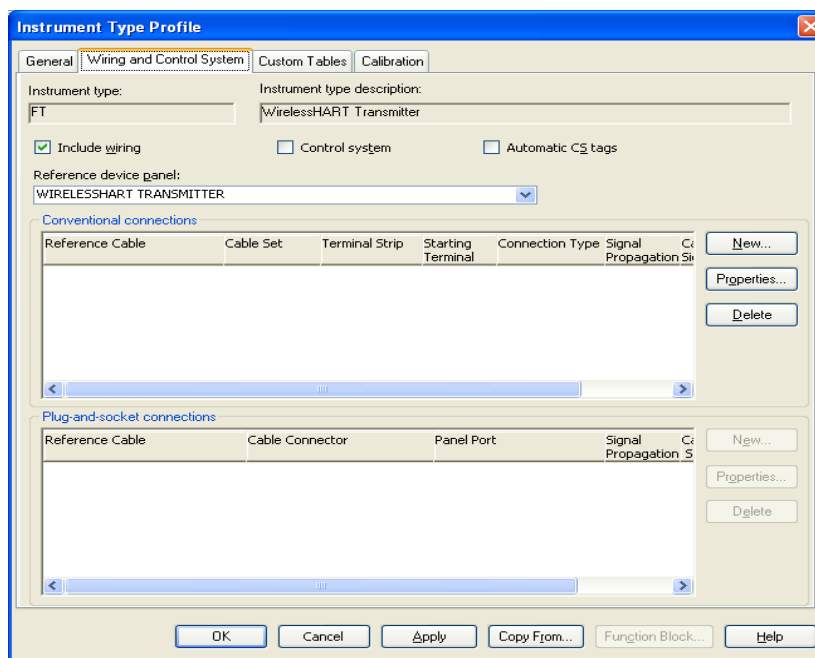 Instrument Type Profile
General Wiring and Control System Custom Tables Calibration
Instrument type: Instrument type description:
FT WirelessHART Transmitter
Include wiring Control system Automatic CS tags
Reference device panel:
WIRELESSHART TRANSMITTER
Conventional connections
Reference Cable Cable Set Terminal Strip Starting Terminal Connection Type Signal Propagation
New...
Properties...
Delete
Plug-and-socket connections
Reference Cable Cable Connector Panel Port Signal Propagation
New...
Properties...
Delete
OK Cancel Apply Copy From... Function Block... Help